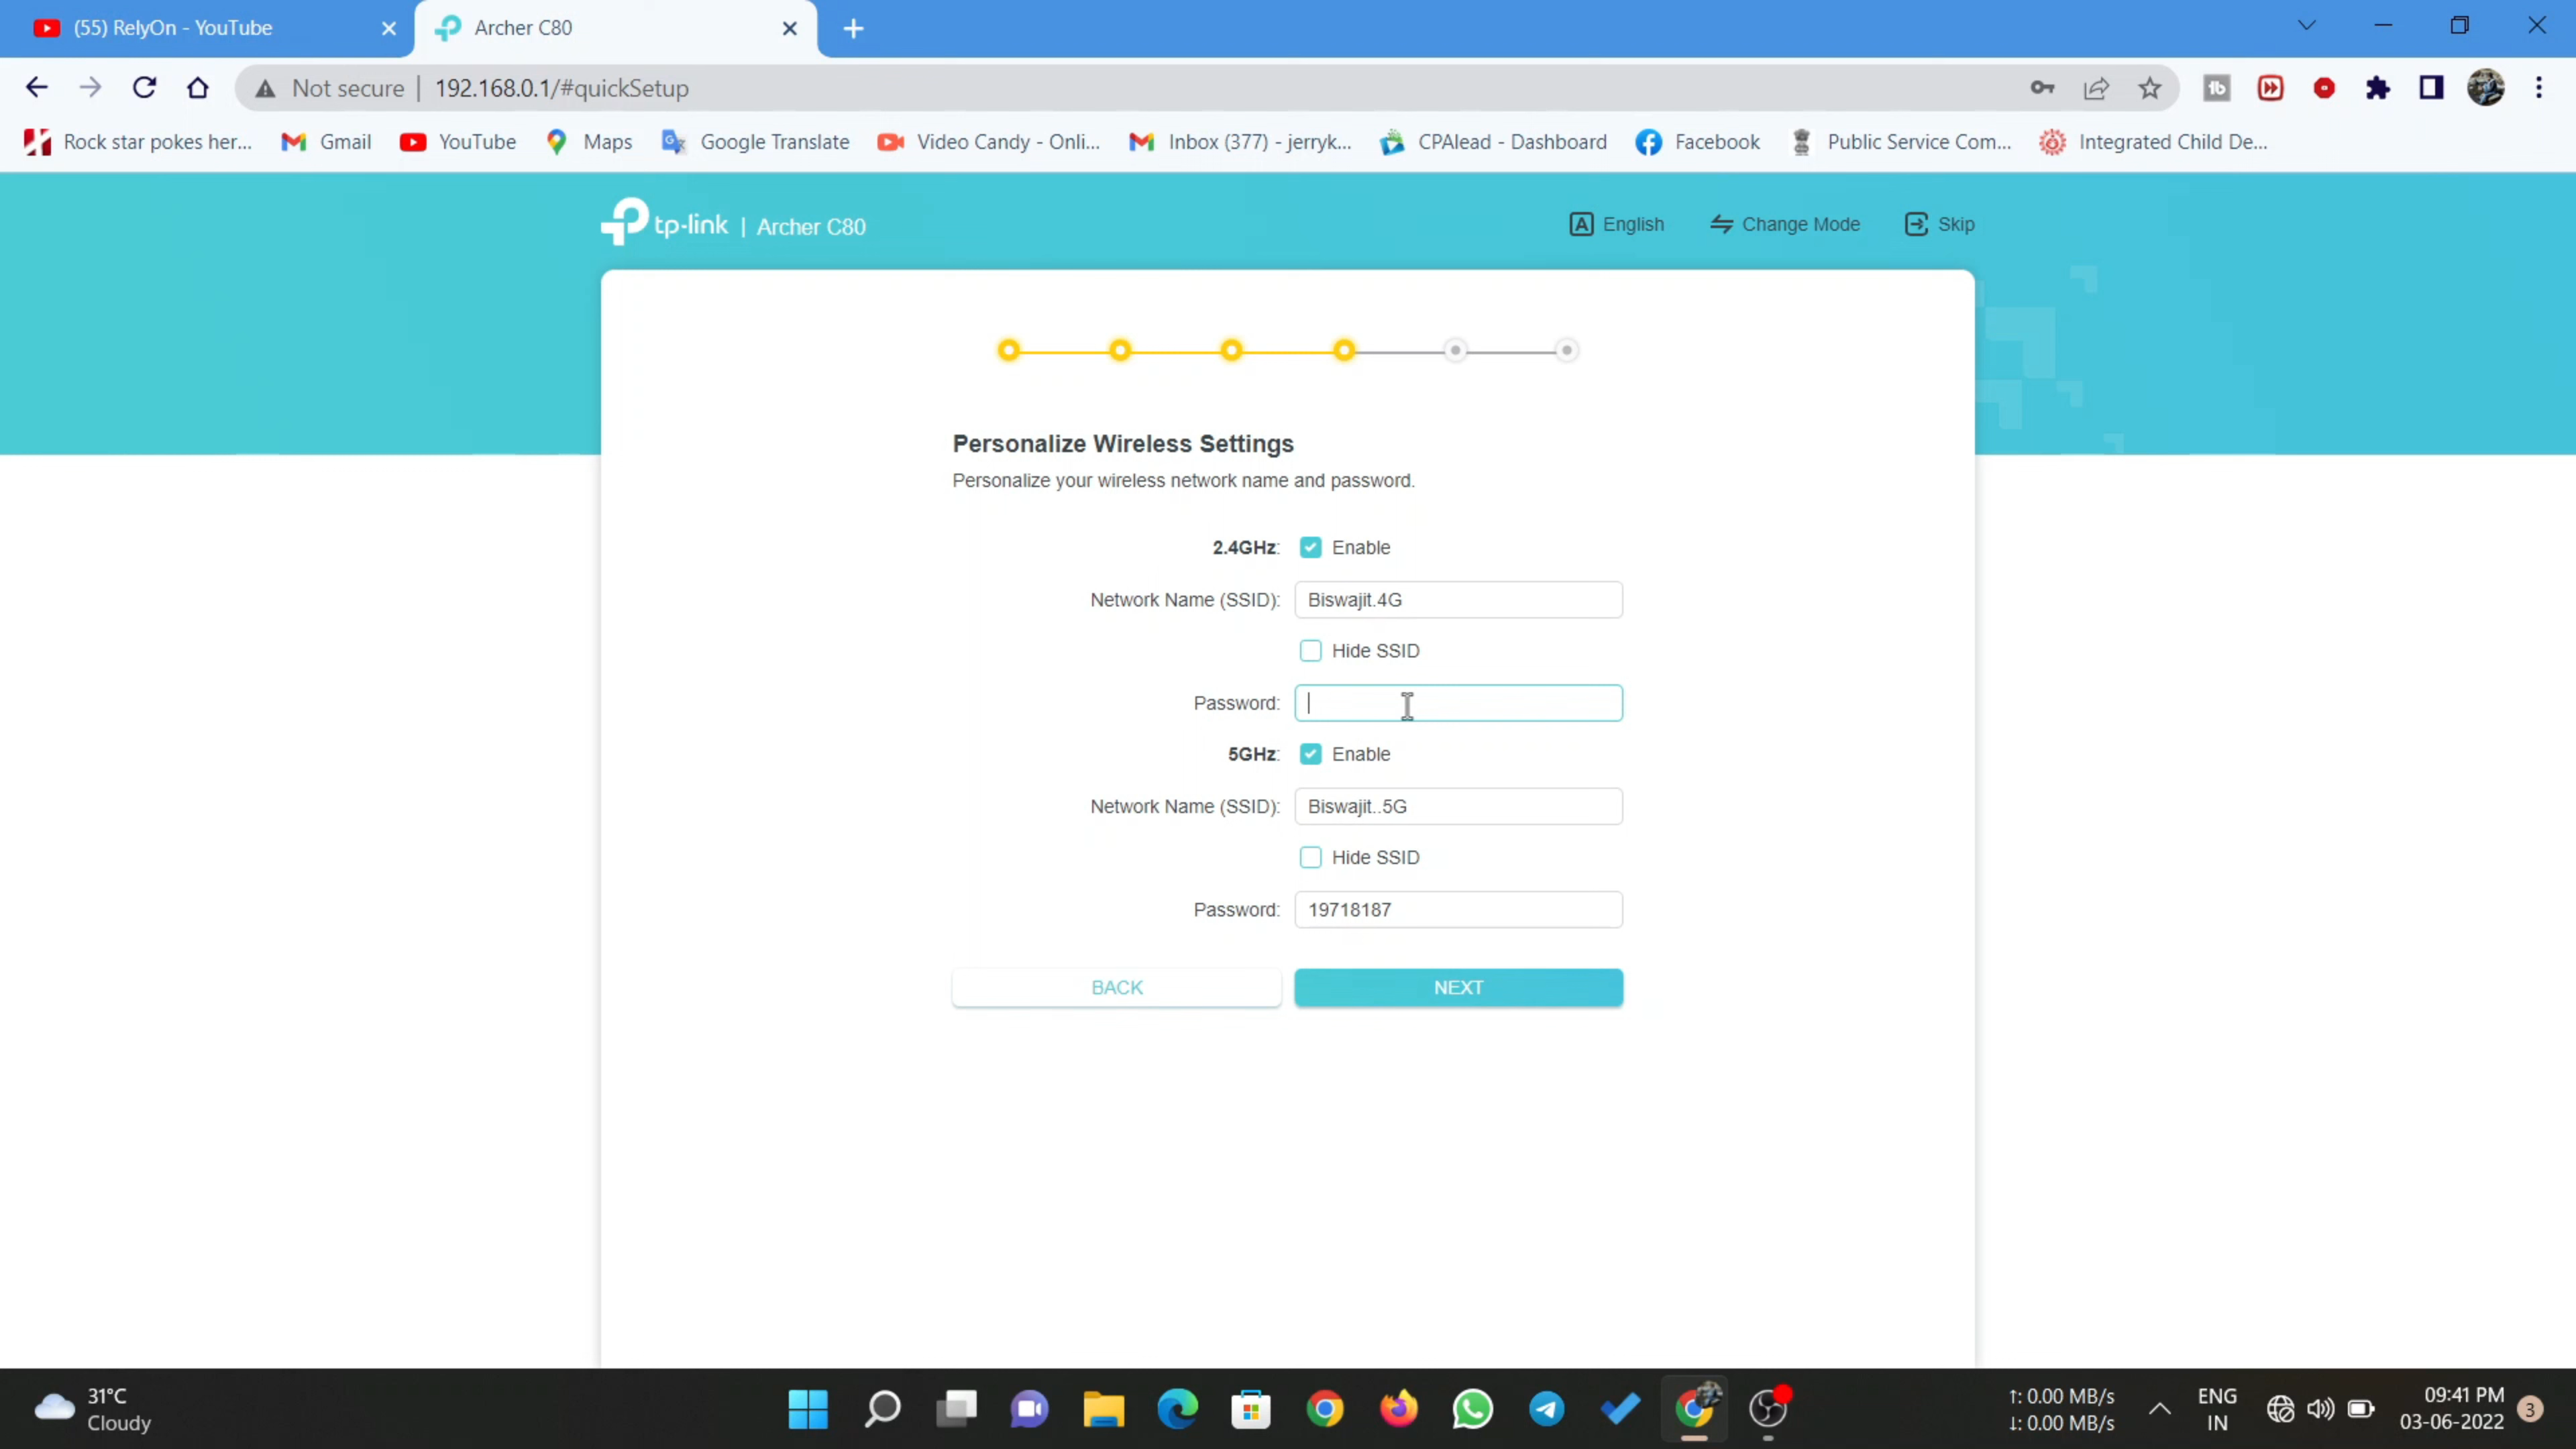 (55) RelyOn - YouTube
Archer C80
Not secure | 192.168.0.1/#quickSetup
Rock star pokes her...
Gmail
YouTube
Maps
Google Translate
Video Candy - Onli...
Inbox (377) - jerryk...
CPAlead - Dashboard
Facebook
Public Service Com...
Integrated Child De...
tp-link | Archer C80
English
Change Mode
Skip
Personalize Wireless Settings
Personalize your wireless network name and password.
2.4GHz: Enable
Network Name (SSID): Biswajit.4G
Hide SSID
Password:
5GHz: Enable
Network Name (SSID): Biswajit..5G
Hide SSID
Password: 19718187
BACK
NEXT
31°C
Cloudy
↑: 0.00 MB/s
↓: 0.00 MB/s
ENG
IN
09:41 PM
03-06-2022
3